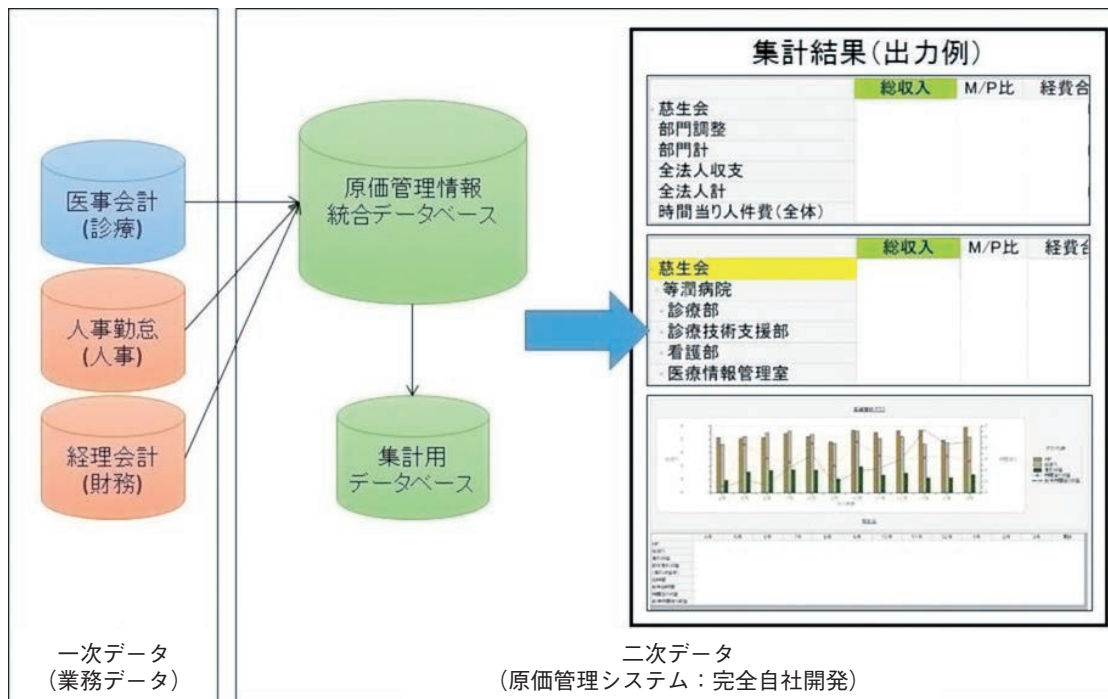 医事会計
(診療)
人事勤怠
(人事)
経理会計
(財務)
一次データ
(業務データ)
原価管理情報
統合データベース
集計用
データベース
集計結果(出力例)
総収入 M/P比 経費合
慈生会
部門調整
部門計
全法人収支
全法人計
時間当り人件費(全体)
総収入 M/P比 経費合
慈生会
等潤病院
診療部
診療技術支援部
看護部
医療情報管理室
二次データ
(原価管理システム:完全自社開発)